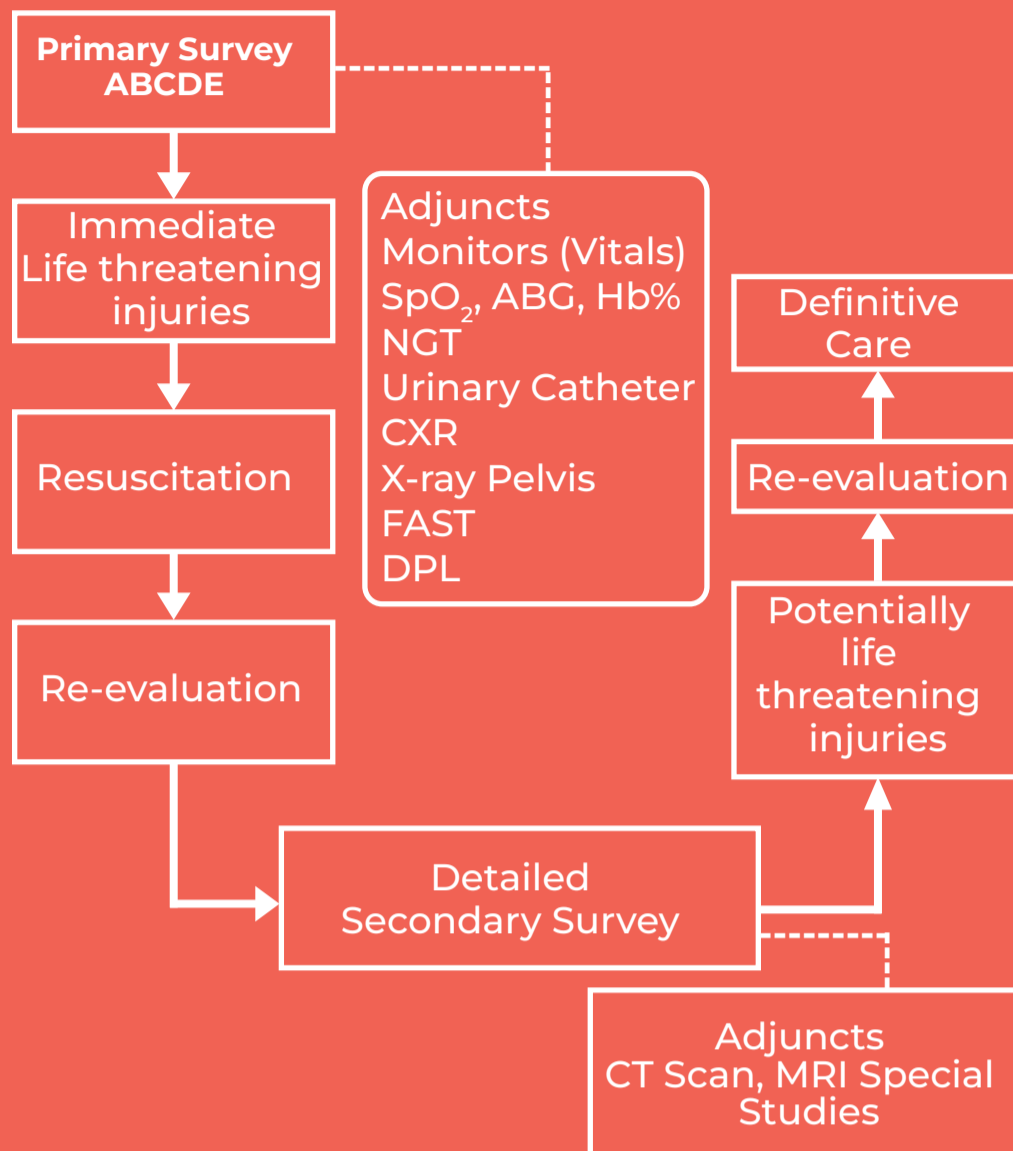 Primary Survey
ABCDE
Immediate
Life threatening
injuries
Resuscitation
Re-evaluation
Adjuncts
Monitors (Vitals)
SpO₂, ABG, Hb%
NGT
Urinary Catheter
CXR
X-ray Pelvis
FAST
DPL
Detailed
Secondary Survey
Adjuncts
CT Scan, MRI Special
Studies
Potentially
life
threatening
injuries
Re-evaluation
Definitive
Care